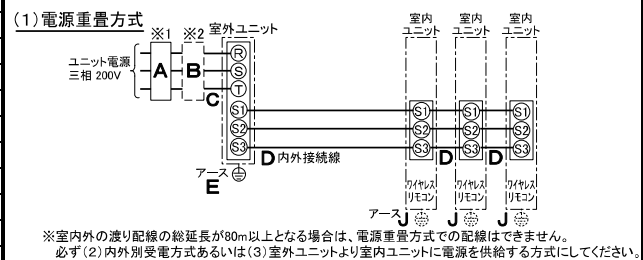 (1)電源重畳方式
※1 ※2 室外ユニット
室内 室内 室内
ユニット ユニット ユニット
ユニット電源
三相 200V
A B C
R
S
T
S1 S1 S1 S1
S2 S2 S2 S2
S3 S3 S3 S3
D 内外接続線 D D
アース
E
ワイヤレス ワイヤレス ワイヤレス
リモコン リモコン リモコン
アース J J J
※室内外の渡り配線の総延長が80m以上となる場合は、電源重畳方式での配線はできません。
必ず(2)内外別受電方式あるいは(3)室外ユニットより室内ユニットに電源を供給する方式にしてください。